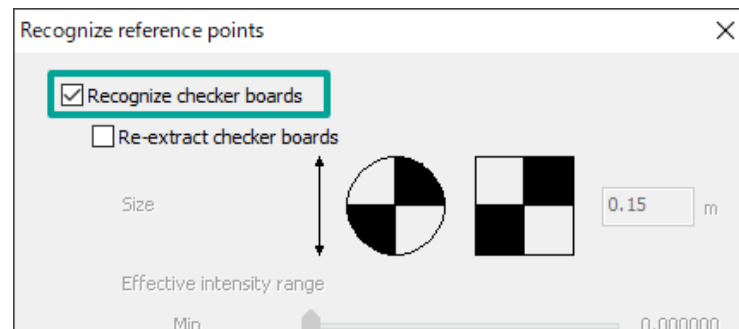 Recognize reference points
Recognize checker boards
Re-extract checker boards
Size
0.15 m
Effective intensity range
Min 0.000000